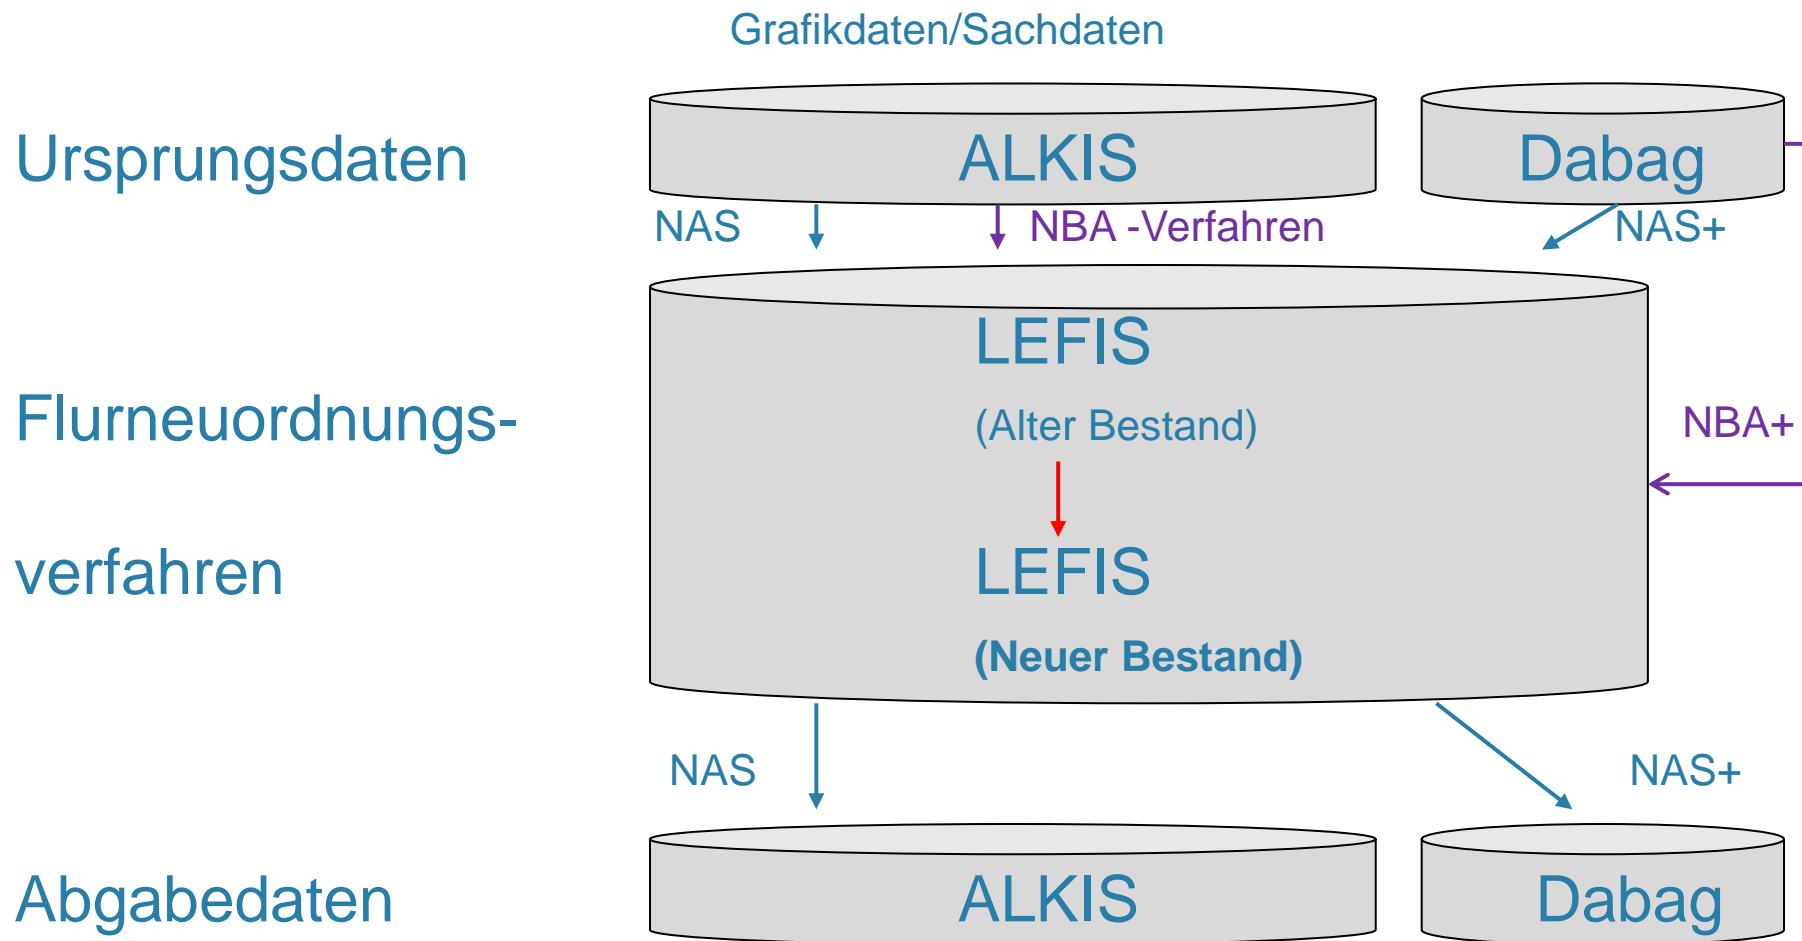 Grafikdaten/Sachdaten
Ursprungsdaten
ALKIS
Dabag
NAS
NBA -Verfahren
NAS+
LEFIS
Flurneuordnungs-
(Alter Bestand)
NBA+
verfahren
LEFIS
(Neuer Bestand)
NAS
NAS+
Abgabedaten
ALKIS
Dabag